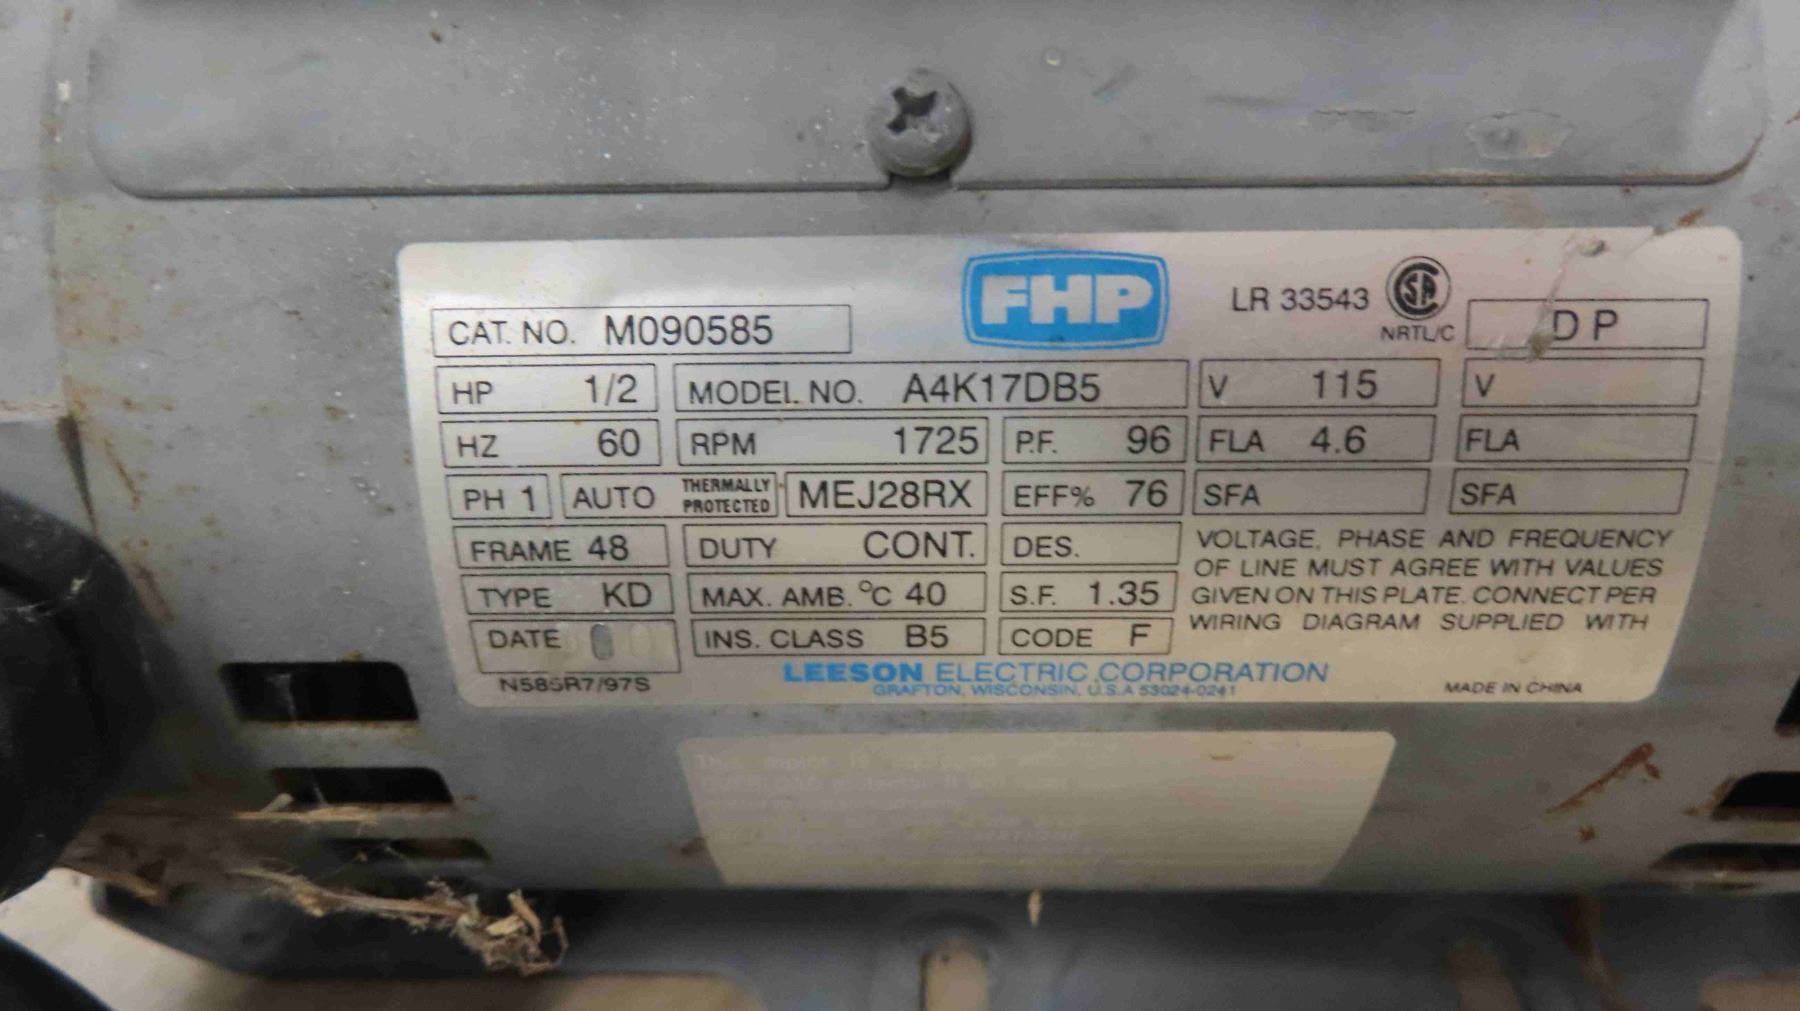 FHP
LR 33543
NRTL/C
CAT. NO. M090585
DP
HP 1/2 MODEL NO. A4K17DB5 V 115 V
HZ 60 RPM 1725 P.F. 96 FLA 4.6 FLA
PH 1 AUTO THERMALLY PROTECTED MEJ28RX EFF% 76 SFA SFA
FRAME 48 DUTY CONT. DES.
TYPE KD MAX. AMB. °C 40 S.F. 1.35
DATE INS. CLASS B5 CODE F
VOLTAGE, PHASE AND FREQUENCY
OF LINE MUST AGREE WITH VALUES
GIVEN ON THIS PLATE. CONNECT PER
WIRING DIAGRAM SUPPLIED WITH
LEESON ELECTRIC CORPORATION
GRAFTON, WISCONSIN, U.S.A 53024-0241
MADE IN CHINA